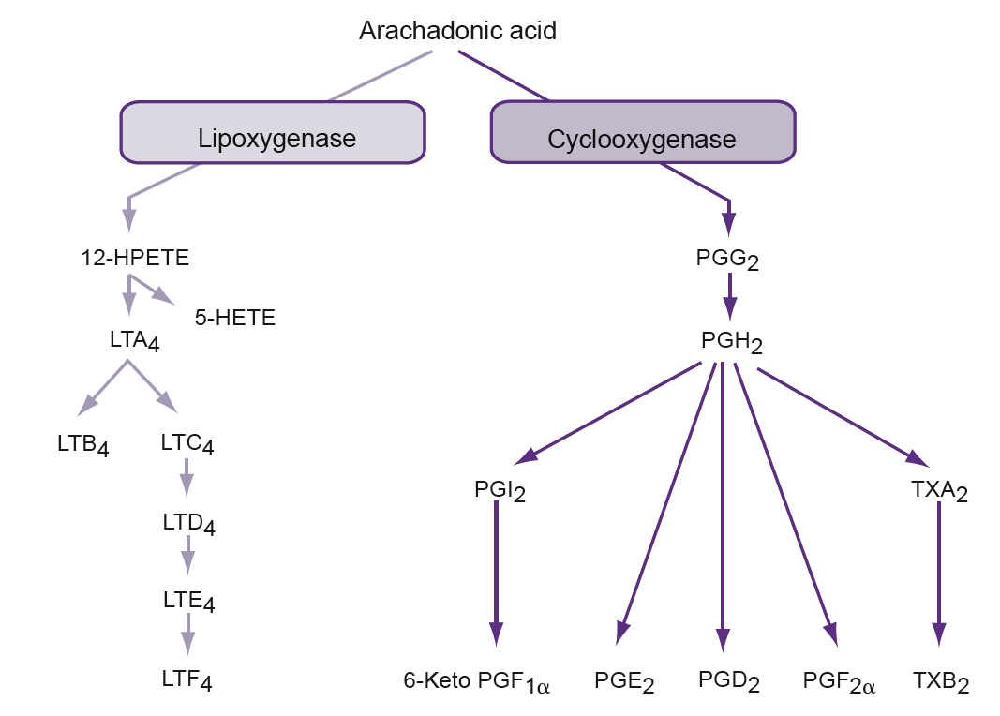 Arachadonic acid
Lipoxygenase
Cyclooxygenase
12-HPETE
PGG2
5-HETE
LTA4
PGH2
LTB4
LTC4
PGI2
TXA2
LTD4
LTE4
LTF4
6-Keto PGF1α
PGE2
PGD2
PGF2α
TXB2